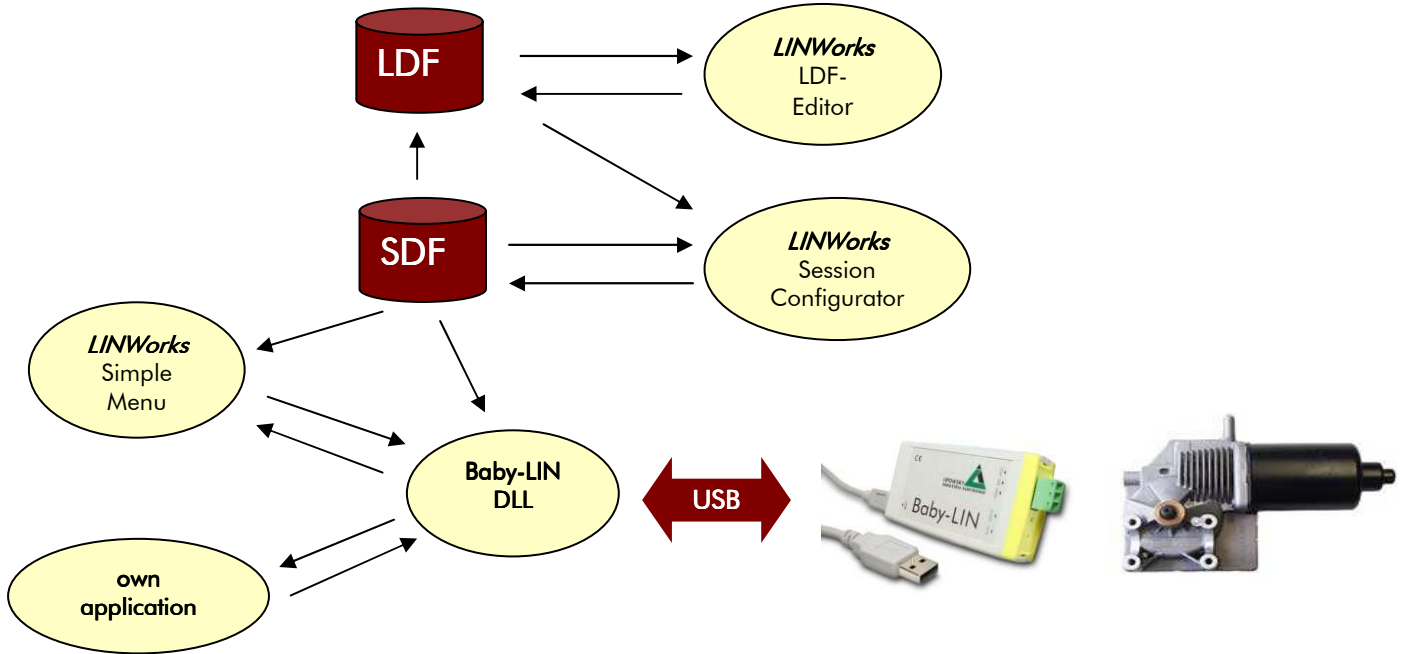 LDF
LINWorks
LDF-
Editor
SDF
LINWorks
Session
Configurator
LINWorks
Simple
Menu
Baby-LIN
DLL
USB
CE
Baby-LIN
own
application